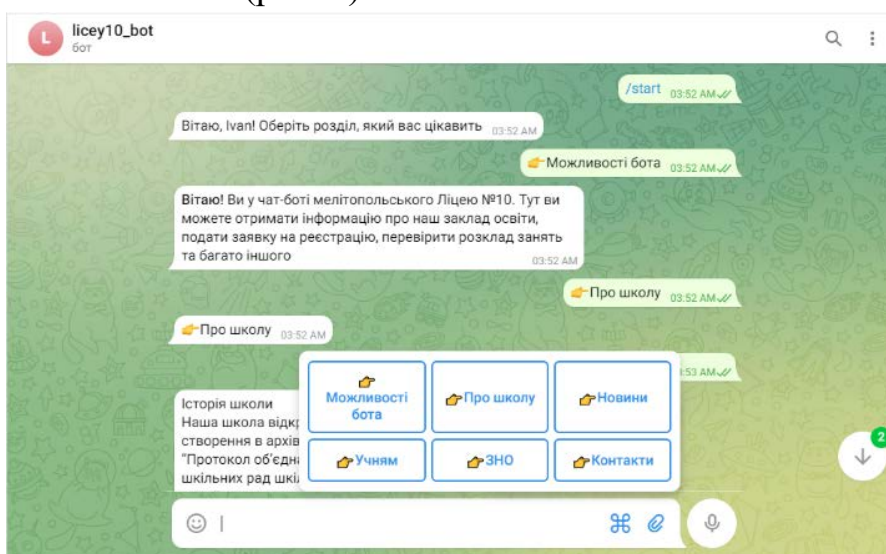 licey10_bot
бот
/start 03:52 AM
Вітаю, Ivan! Оберіть розділ, який вас цікавить 03:52 AM
👉Можливості бота 03:52 AM
Вітаю! Ви у чат-боті мелітопольського Ліцею №10. Тут ви
можете отримати інформацію про наш заклад освіти,
подати заявку на реєстрацію, перевірити розклад занять
та багато іншого
03:52 AM
👉Про школу 03:52 AM
👉Про школу 03:52 AM
:53 AM
Історія школи
Наша школа відкр
створення в архів
"Протокол об'єдна
шкільних рад шкі
👉
Можливості
бота
👉Про школу
👉Новини
👉Учням
👉ЗНО
👉Контакти
2